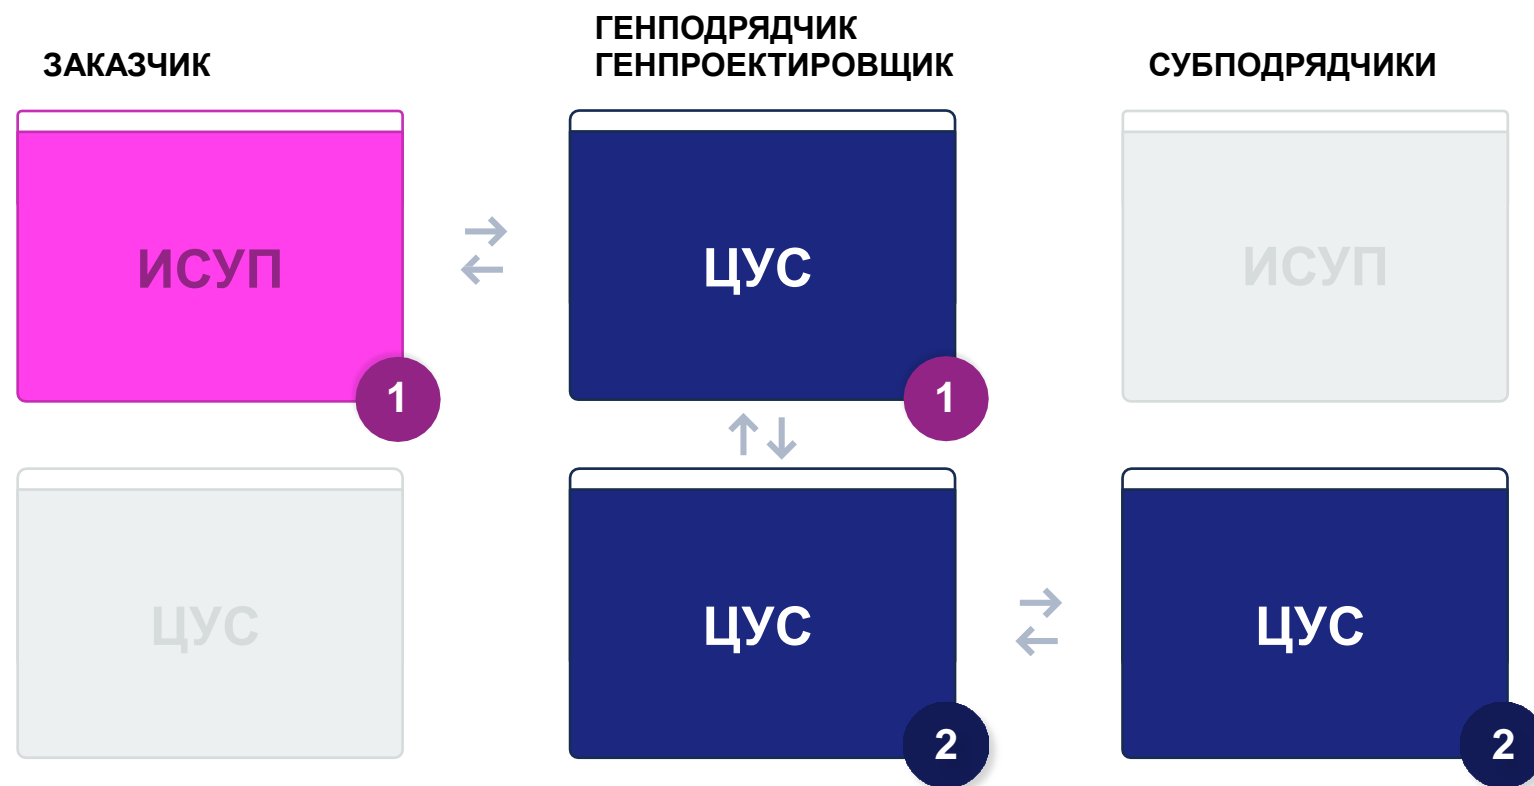 ЗАКАЗЧИК
ГЕНПОДРЯДЧИК
ГЕНПРОЕКТИРОВЩИК
СУБПОДРЯДЧИКИ
ИСУП
1
ЦУС
1
ИСУП
ЦУС
ЦУС
2
ЦУС
2